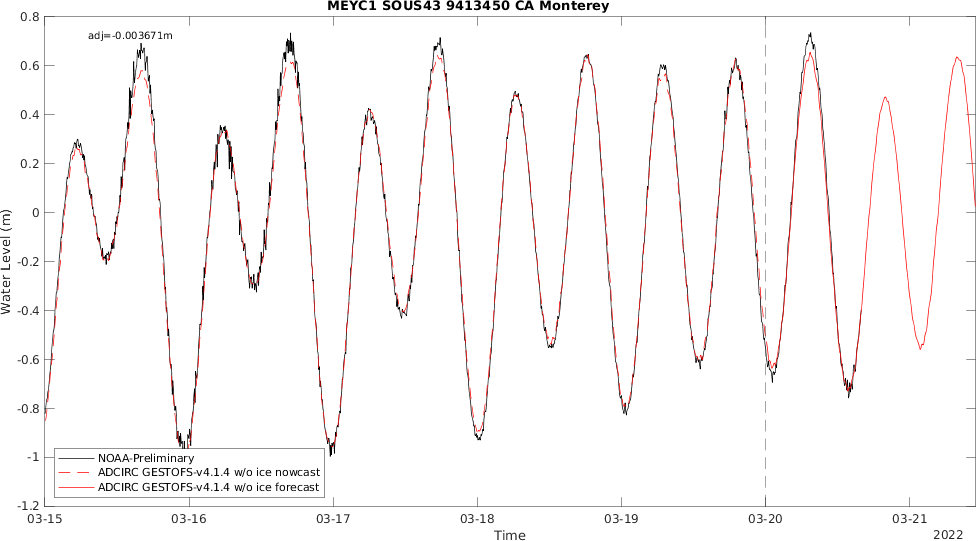 MEYC1 SOUS43 9413450 CA Monterey
adj=-0.003671m
0.8
0.6
0.4
0.2
0
-0.2
-0.4
-0.6
-0.8
-1
-1.2
Water Level (m)
NOAA-Preliminary
ADCIRC GESTOFS-v4.1.4 w/o ice nowcast
ADCIRC GESTOFS-v4.1.4 w/o ice forecast
03-15 03-16 03-17 03-18 03-19 03-20 03-21
Time
2022